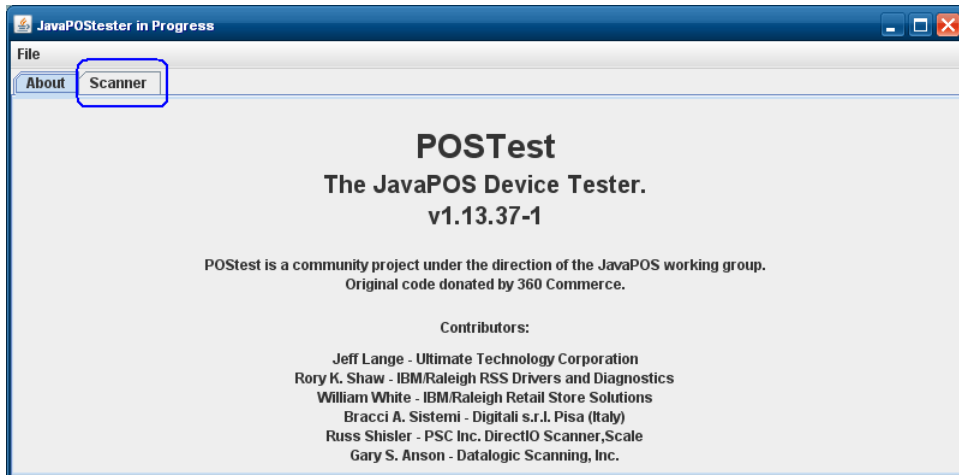 JavaPOStester in Progress
File
About Scanner
POSTest
The JavaPOS Device Tester.
v1.13.37-1
POStest is a community project under the direction of the JavaPOS working group.
Original code donated by 360 Commerce.
Contributors:
Jeff Lange - Ultimate Technology Corporation
Rory K. Shaw - IBM/Raleigh RSS Drivers and Diagnostics
William White - IBM/Raleigh Retail Store Solutions
Bracci A. Sistemi - Digitali s.r.l. Pisa (Italy)
Russ Shisler - PSC Inc. DirectIO Scanner,Scale
Gary S. Anson - Datalogic Scanning, Inc.